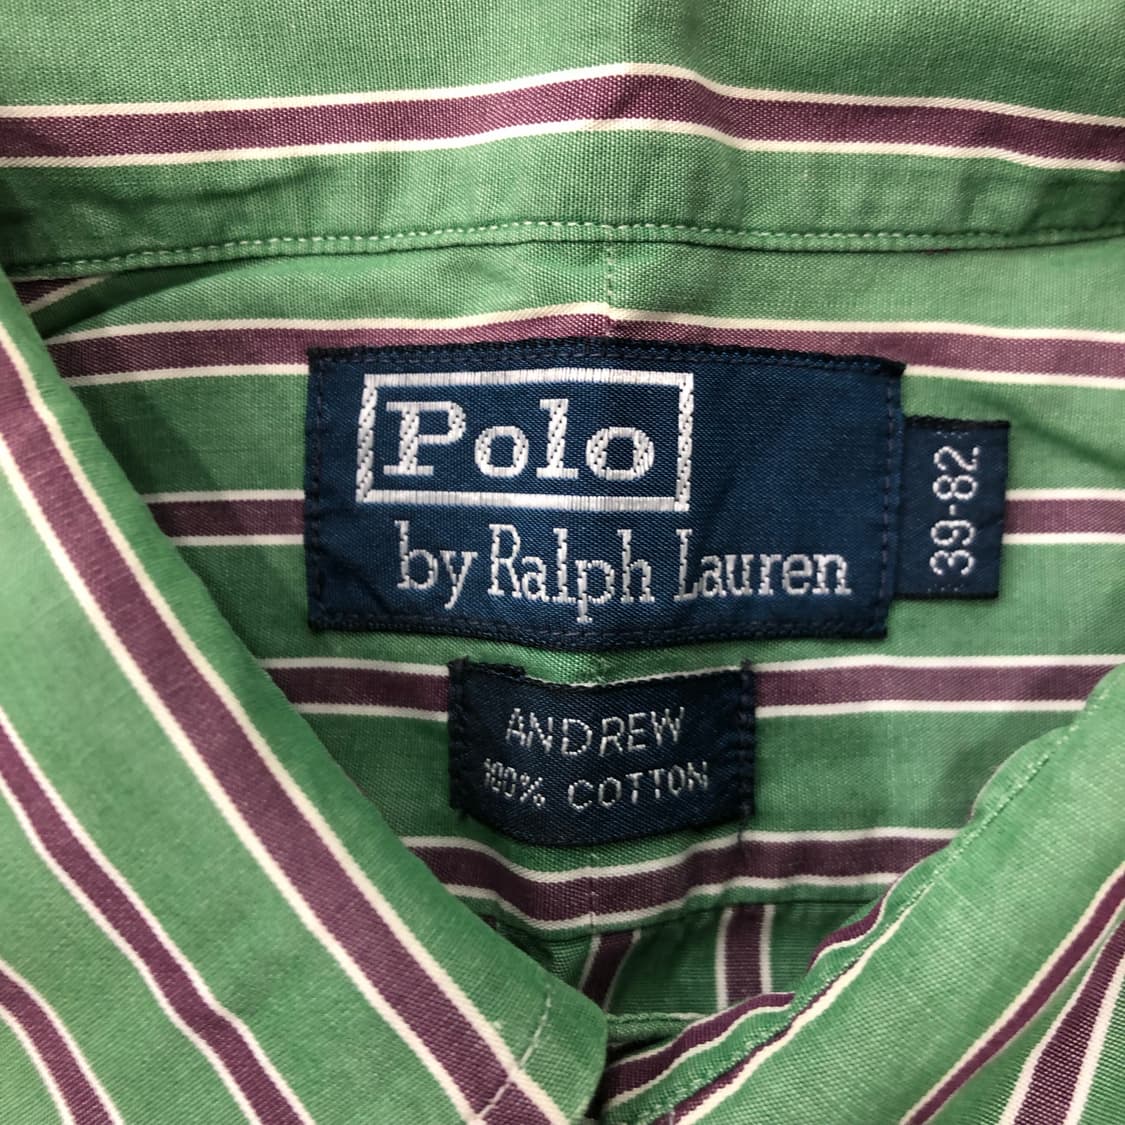 Polo
by Ralph Lauren
39-82
ANDREW
100% COTTON